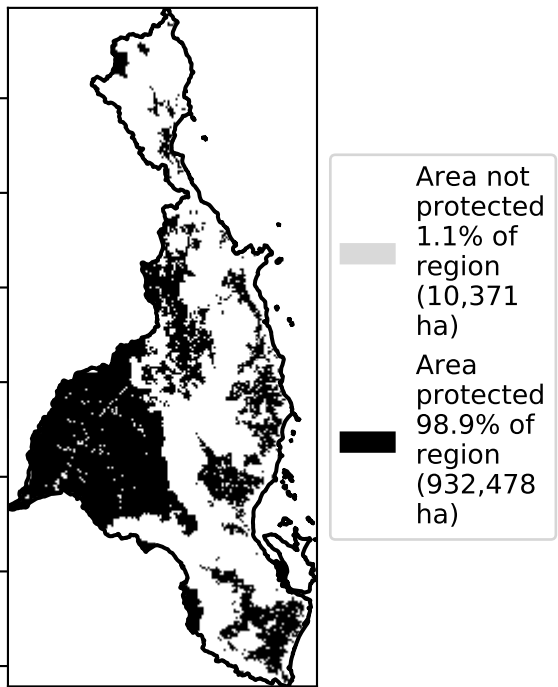 Area not
protected
1.1% of
region
(10,371
ha)
Area
protected
98.9% of
region
(932,478
ha)